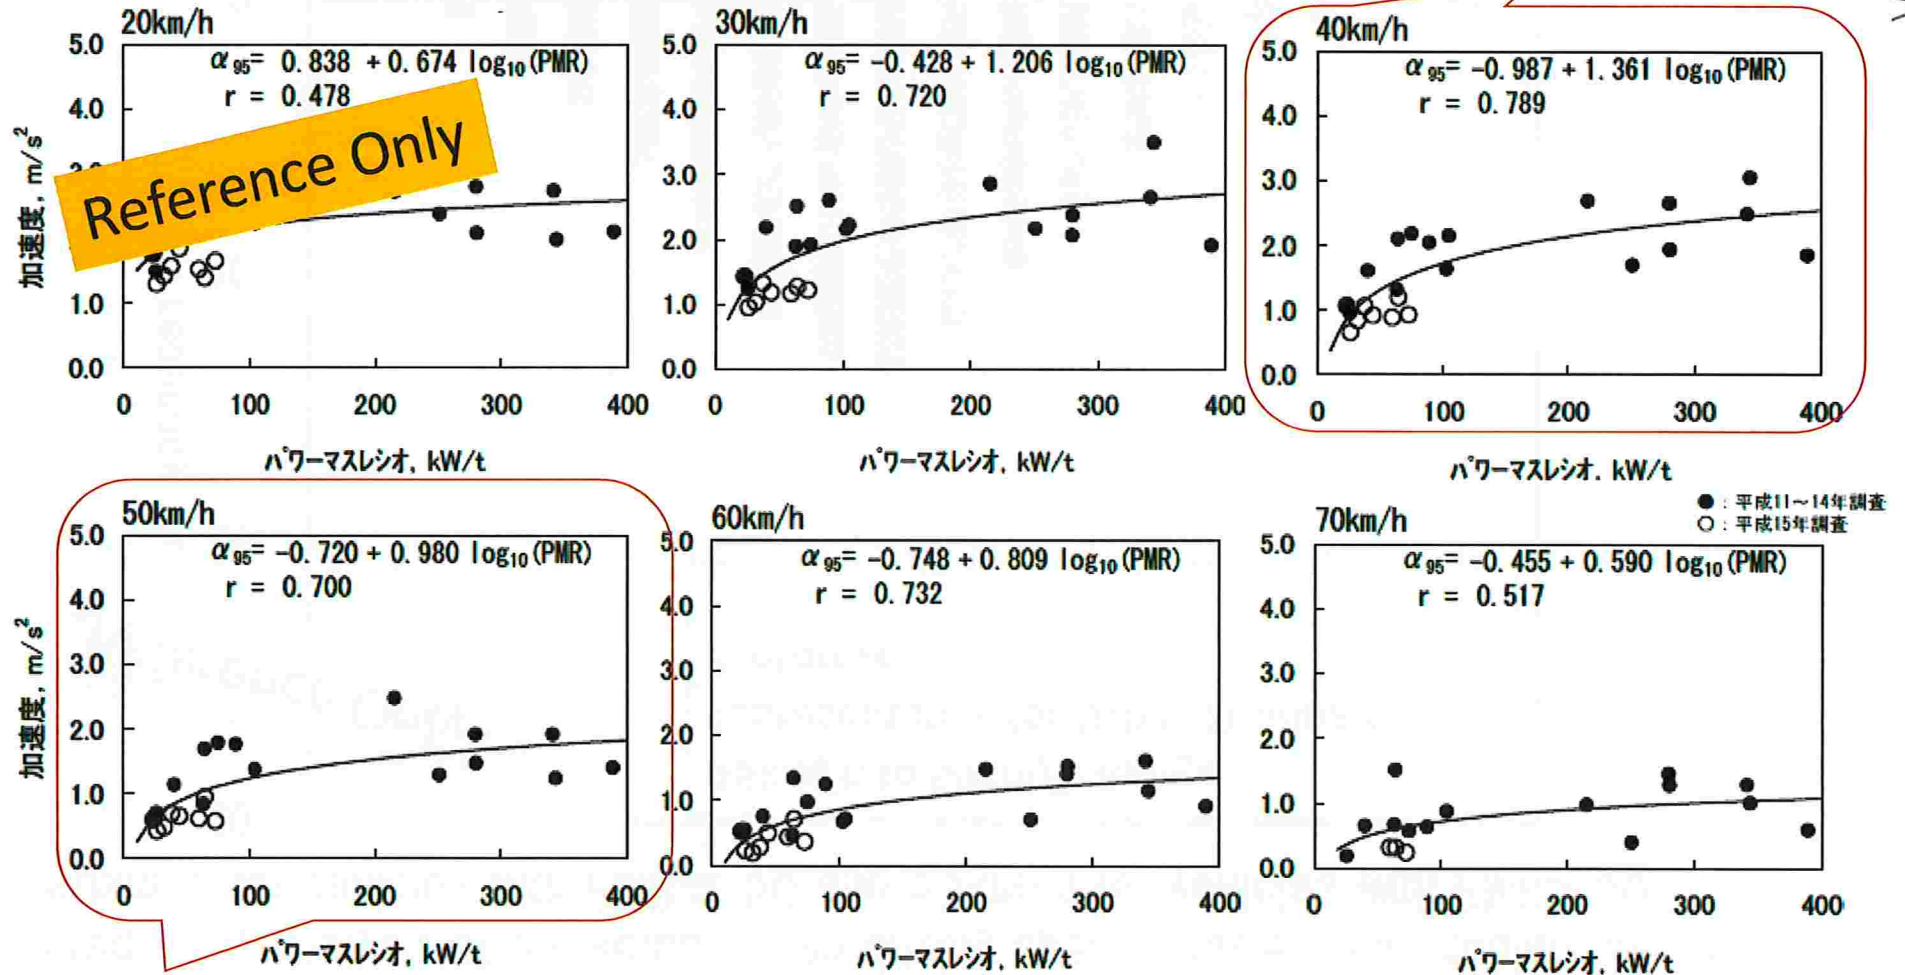 20km/h
α95= 0.838 + 0.674 log10(PMR)
r = 0.478
Reference Only
5.0
4.0
1.0
0.0
加速度, m/s2
0 100 200 300 400
パワーマスレシオ, kW/t
30km/h
α95= -0.428 + 1.206 log10(PMR)
r = 0.720
5.0
4.0
3.0
2.0
1.0
0.0
0 100 200 300 400
パワーマスレシオ, kW/t
40km/h
α95= -0.987 + 1.361 log10(PMR)
r = 0.789
5.0
4.0
3.0
2.0
1.0
0.0
0 100 200 300 400
パワーマスレシオ, kW/t
●:平成11~14年調査
○:平成15年調査
50km/h
α95= -0.720 + 0.980 log10(PMR)
r = 0.700
5.0
4.0
3.0
2.0
1.0
0.0
加速度, m/s2
0 100 200 300 400
パワーマスレシオ, kW/t
60km/h
α95= -0.748 + 0.809 log10(PMR)
r = 0.732
5.0
4.0
3.0
2.0
1.0
0.0
0 100 200 300 400
パワーマスレシオ, kW/t
70km/h
α95= -0.455 + 0.590 log10(PMR)
r = 0.517
5.0
4.0
3.0
2.0
1.0
0.0
0 100 200 300 400
パワーマスレシオ, kW/t